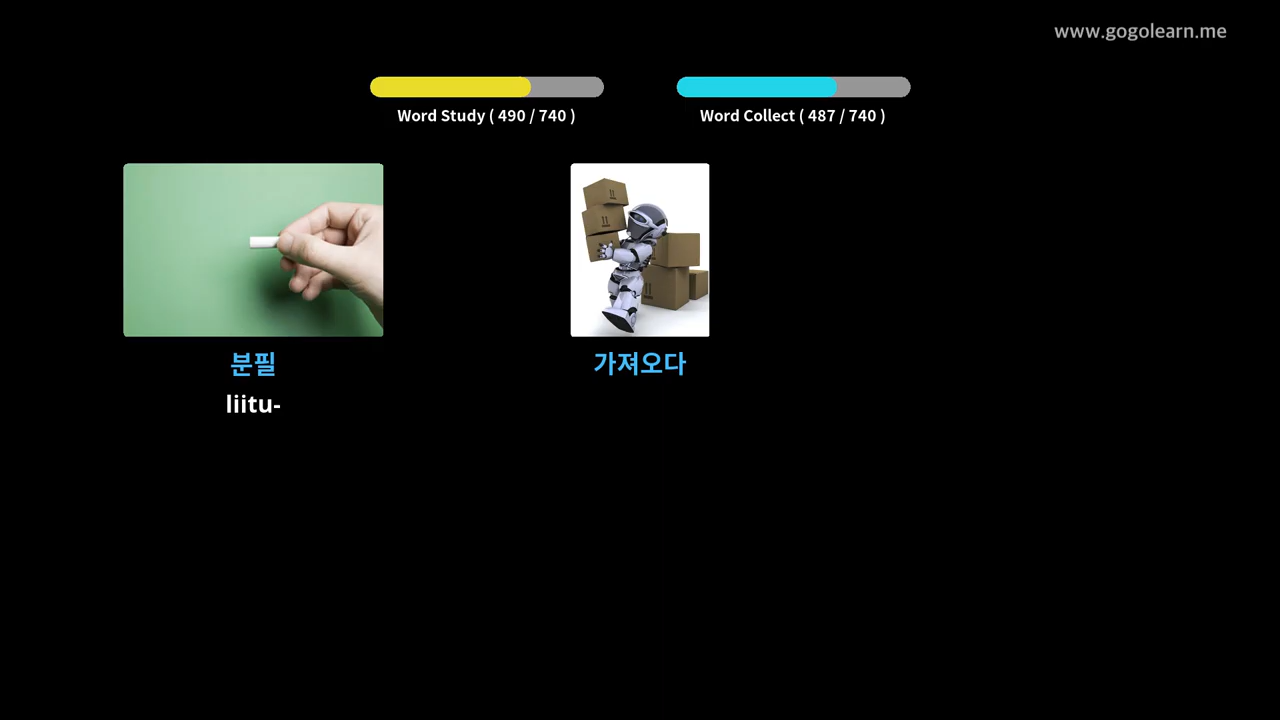 www.gogolearn.me
Word Study ( 490 / 740 )
Word Collect ( 487 / 740 )
분필
liitu-
가져오다